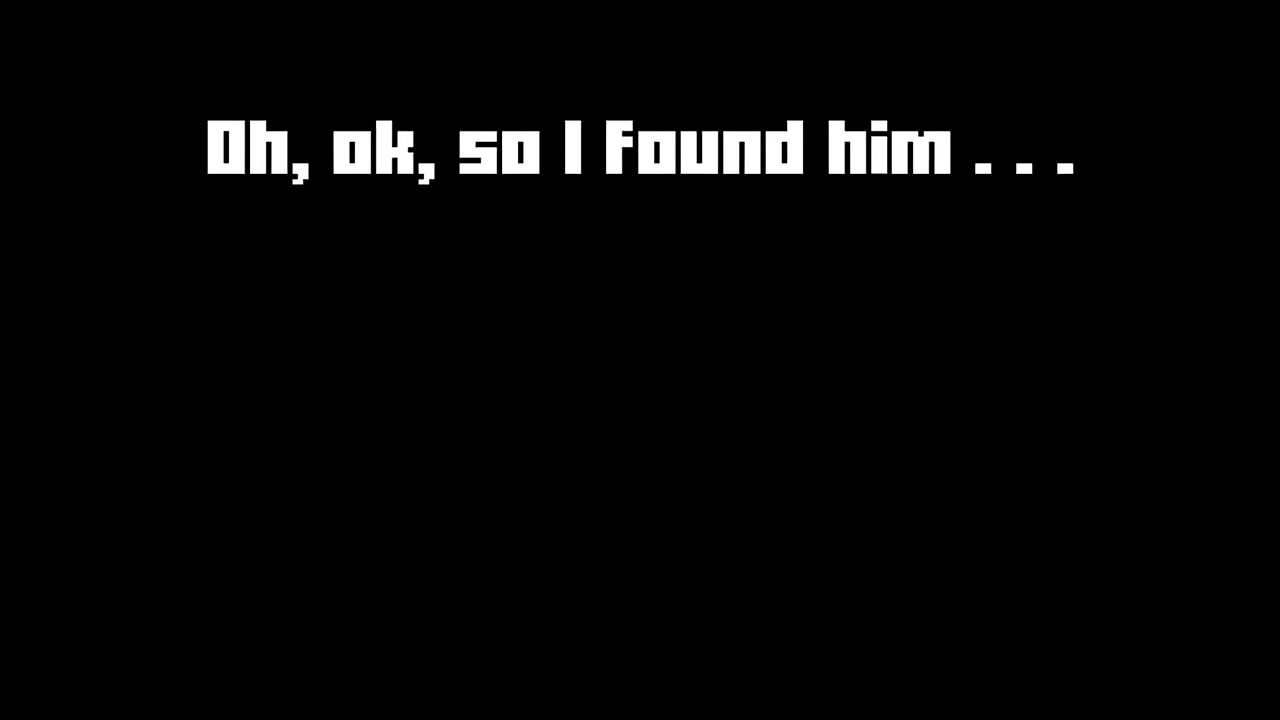 Oh, ok, so I found him . . .